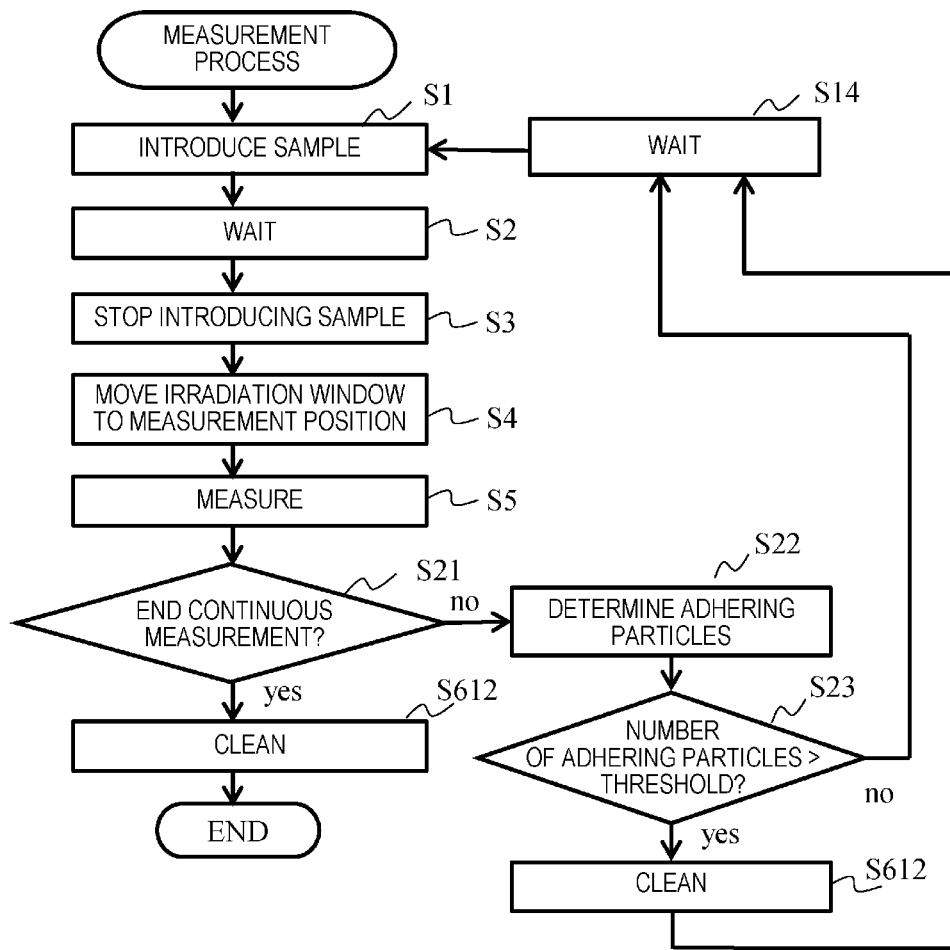 MEASUREMENT
PROCESS
S1
INTRODUCE SAMPLE
S14
WAIT
WAIT
S2
STOP INTRODUCING SAMPLE
S3
MOVE IRRADIATION WINDOW
TO MEASUREMENT POSITION
S4
MEASURE
S5
S21
END CONTINUOUS
MEASUREMENT?
no
yes
S22
DETERMINE ADHERING
PARTICLES
S23
NUMBER
OF ADHERING PARTICLES >
THRESHOLD?
no
yes
S612
CLEAN
END
S612
CLEAN